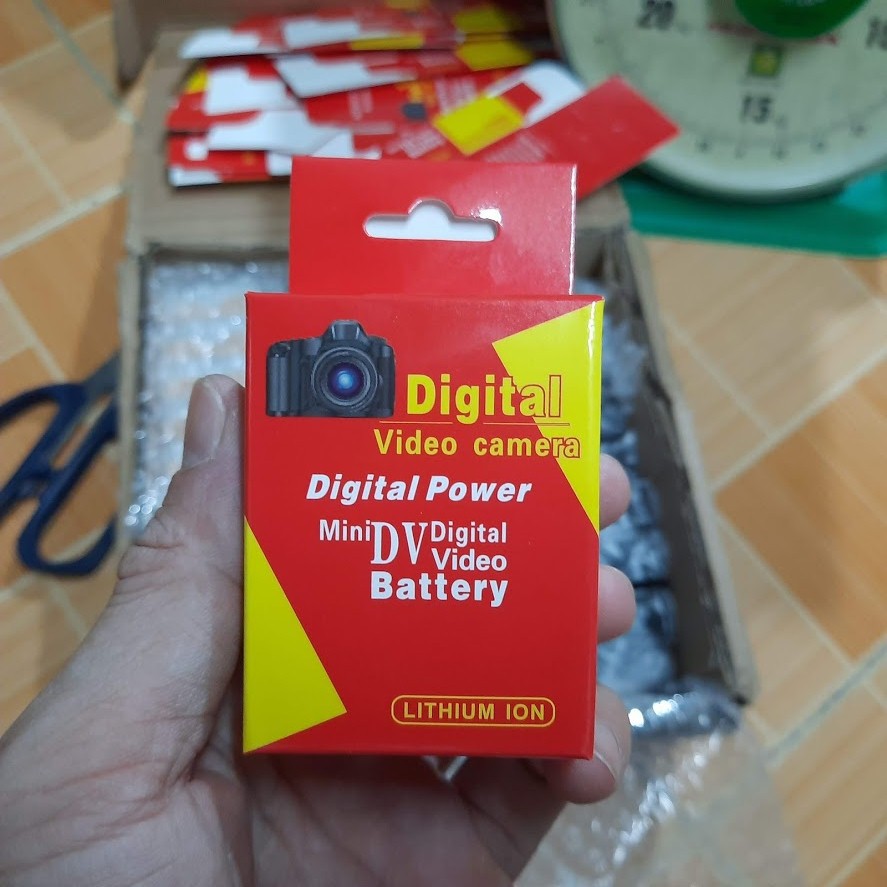 20
15
Digital
Video camera
Digital Power
Mini DV Digital Video
Battery
LITHIUM ION